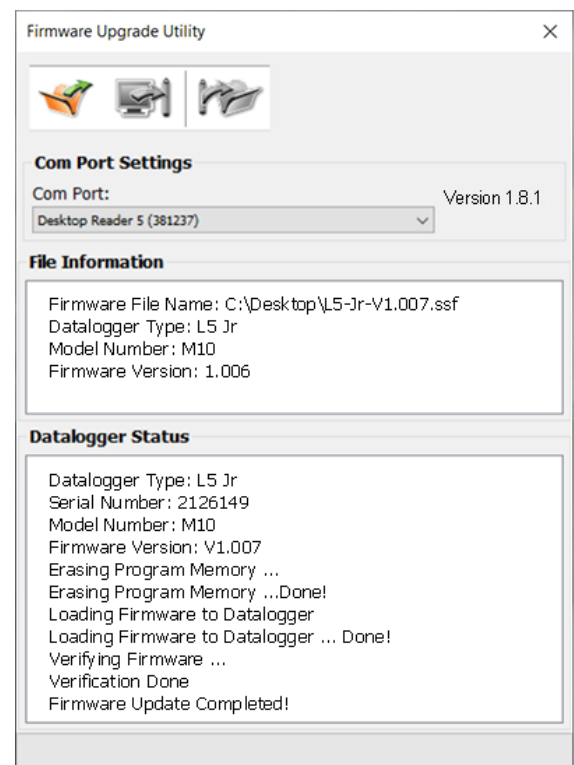 Firmware Upgrade Utility
Com Port Settings
Com Port:
Version 1.8.1
Desktop Reader 5 (381237)
File Information
Firmware File Name: C:\Desktop\L5-Jr-V1.007.ssf
Datalogger Type: L5 Jr
Model Number: M10
Firmware Version: 1.006
Datalogger Status
Datalogger Type: L5 Jr
Serial Number: 2126149
Model Number: M10
Firmware Version: V1.007
Erasing Program Memory ...
Erasing Program Memory ...Done!
Loading Firmware to Datalogger
Loading Firmware to Datalogger ... Done!
Verifying Firmware ...
Verification Done
Firmware Update Completed!